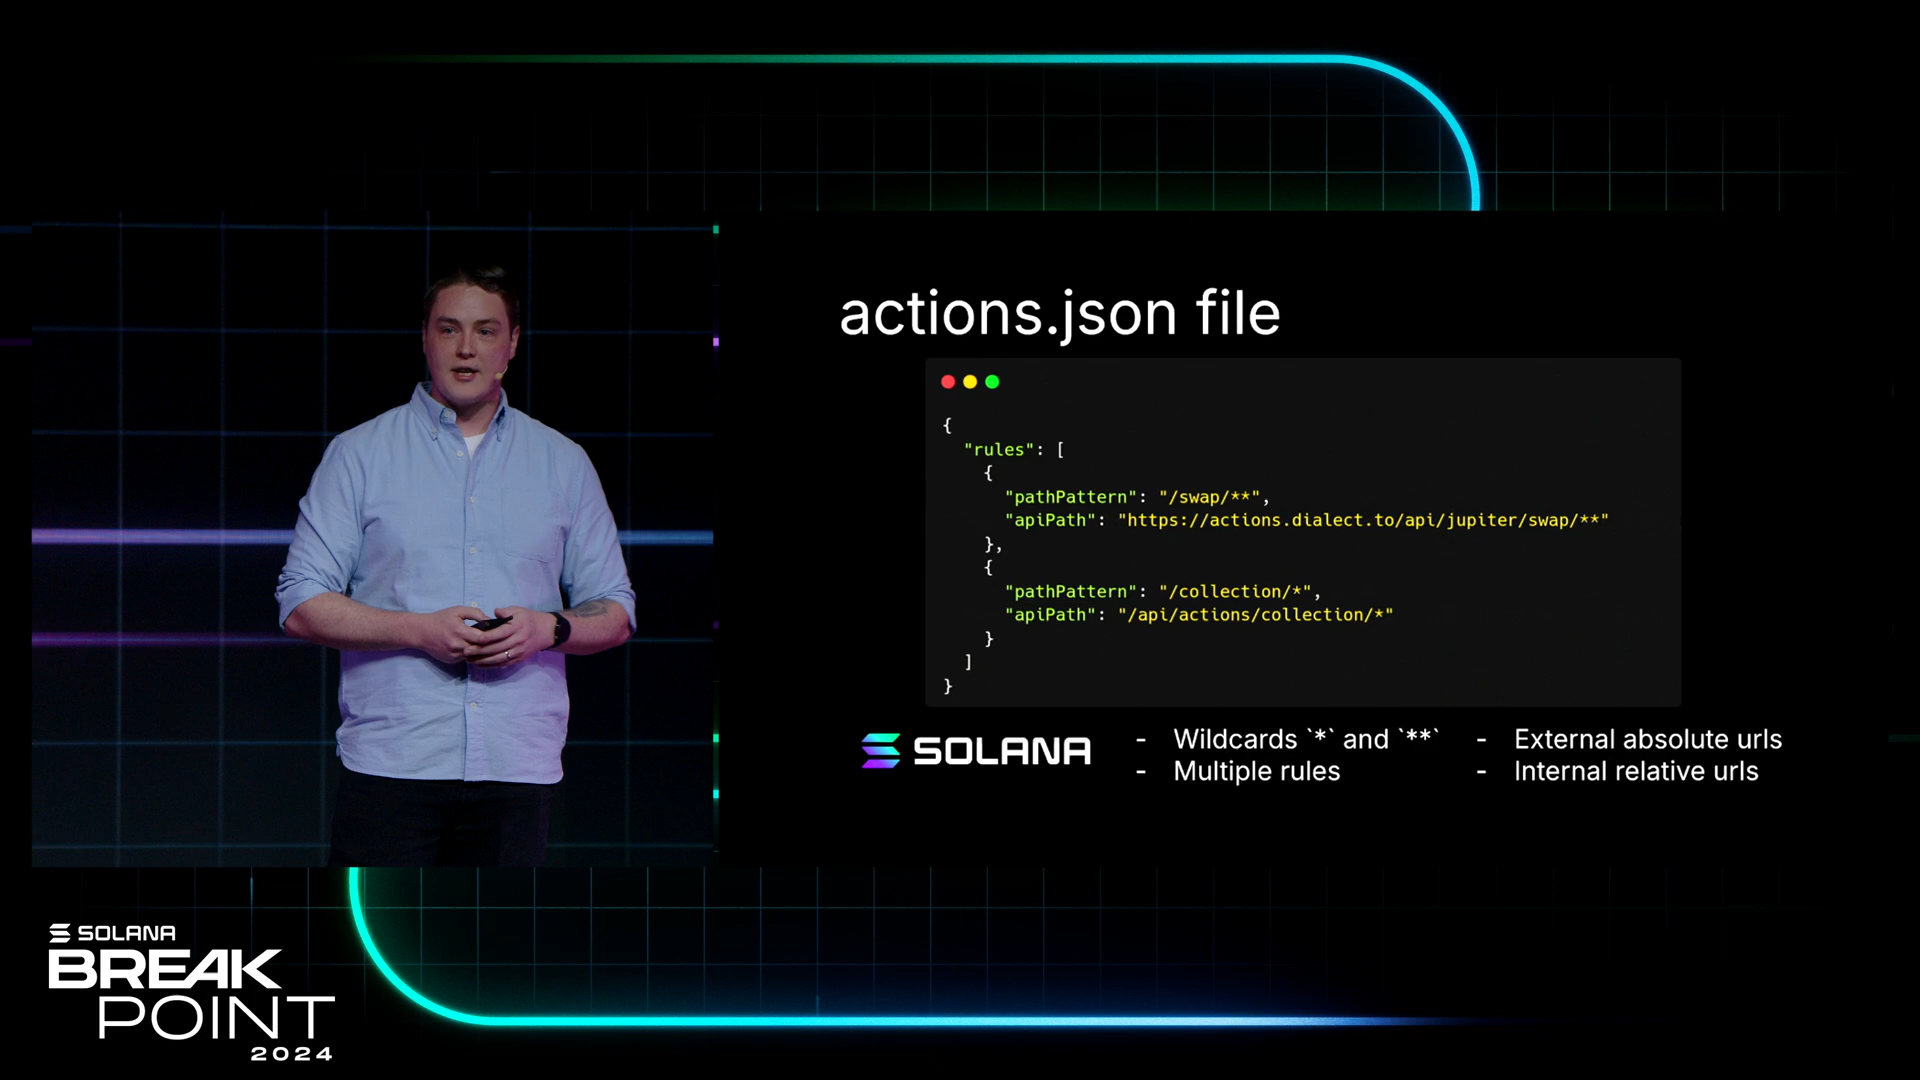 actions.json file
{
  "rules": [
    {
      "pathPattern": "/swap/**",
      "apiPath": "https://actions.dialect.to/api/jupiter/swap/**"
    },
    {
      "pathPattern": "/collection/*",
      "apiPath": "/api/actions/collection/*"
    }
  ]
}
SOLANA
- Wildcards `*` and `**`
- Multiple rules
- External absolute urls
- Internal relative urls
SOLANA
BREAK
POINT
2024